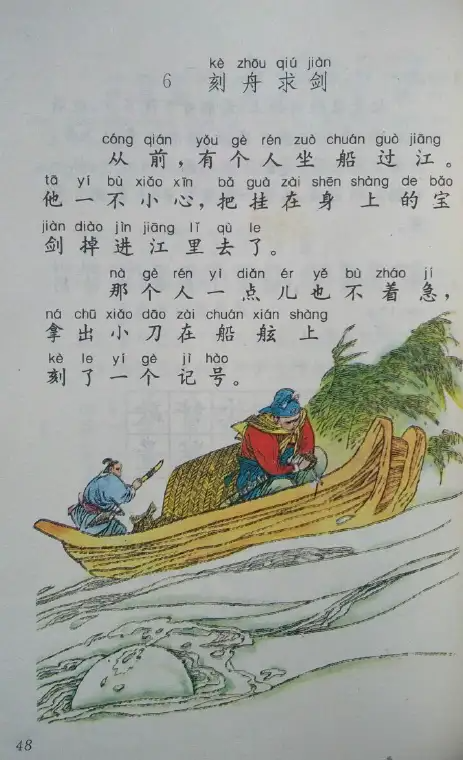 kè zhōu qiú jiàn
6 刻舟求剑
cóng qián yǒu gè rén zuò chuán guò jiāng
从前，有个人坐船过江。
tā yí bù xiǎo xīn bǎ guà zài shēn shàng de bǎo
他一不小心，把挂在身上的宝
jiàn diào jìn jiāng lǐ qù le
剑掉进江里去了。
nà gè rén yì diǎn ér yě bù zháo jí
那个人一点儿也不着急，
ná chū xiǎo dāo zài chuán xián shàng
拿出小刀在船舷上
kè le yí gè jì hào
刻了一个记号。
48